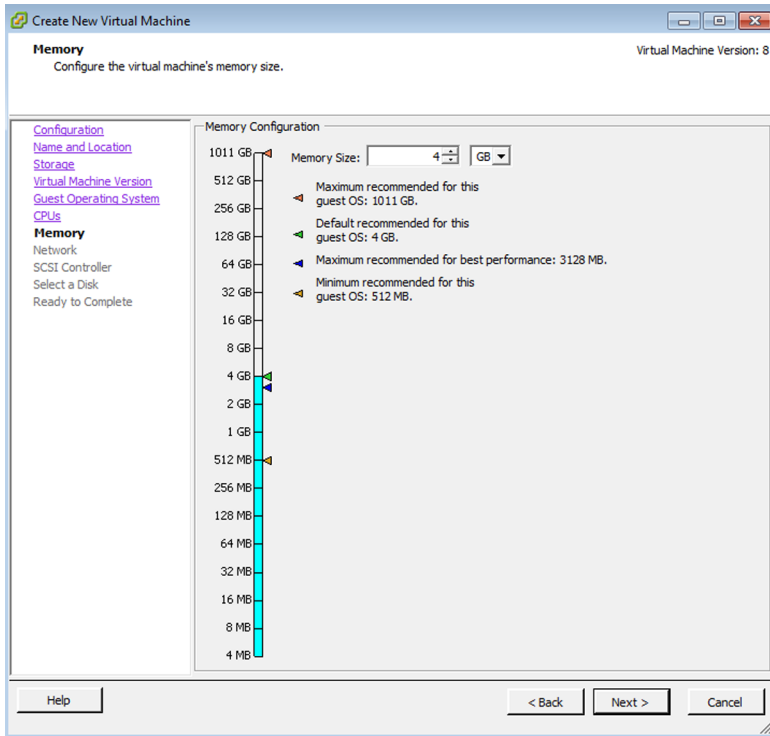 Create New Virtual Machine
Memory
Configure the virtual machine's memory size.
Virtual Machine Version: 8
Configuration
Name and Location
Storage
Virtual Machine Version
Guest Operating System
CPUs
Memory
Network
SCSI Controller
Select a Disk
Ready to Complete
Memory Configuration
Memory Size: 4 GB
Maximum recommended for this
guest OS: 1011 GB.
Default recommended for this
guest OS: 4 GB.
Maximum recommended for best performance: 3128 MB.
Minimum recommended for this
guest OS: 512 MB.
1011 GB
512 GB
256 GB
128 GB
64 GB
32 GB
16 GB
8 GB
4 GB
2 GB
1 GB
512 MB
256 MB
128 MB
64 MB
32 MB
16 MB
8 MB
4 MB
Help
< Back
Next >
Cancel